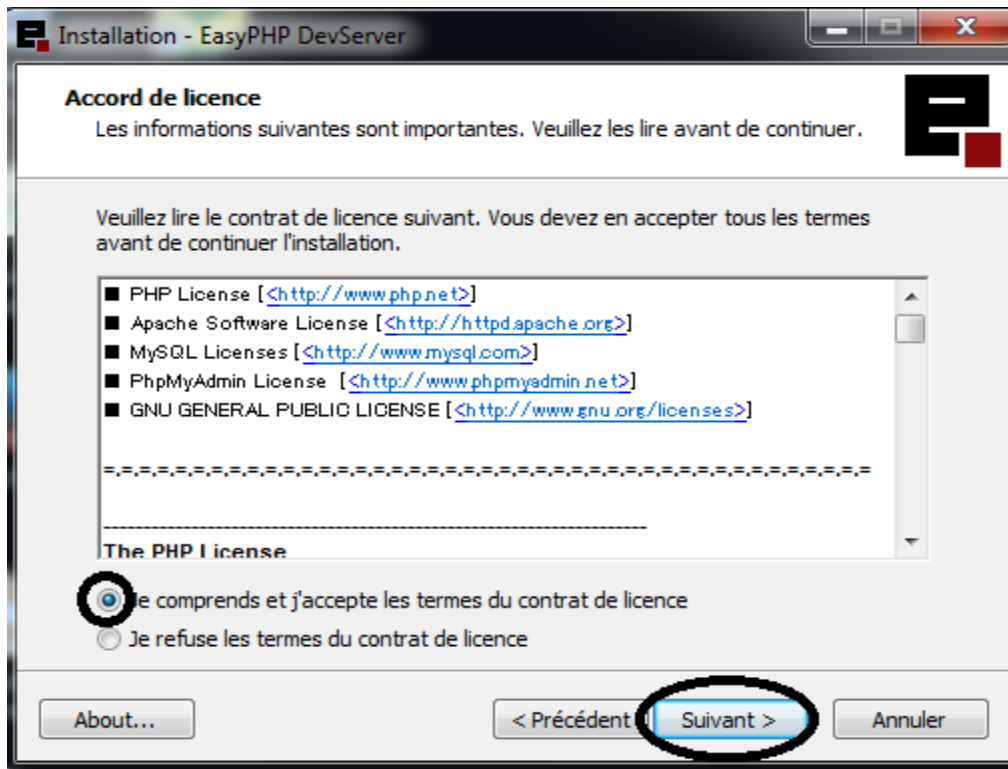 Installation - EasyPHP DevServer
Accord de licence
Les informations suivantes sont importantes. Veuillez les lire avant de continuer.
Veuillez lire le contrat de licence suivant. Vous devez en accepter tous les termes
avant de continuer l'installation.
■ PHP License [<http://www.php.net>]
■ Apache Software License [<http://httpd.apache.org>]
■ MySQL Licenses [<http://www.mysql.com>]
■ PhpMyAdmin License [<http://www.phpmyadmin.net>]
■ GNU GENERAL PUBLIC LICENSE [<http://www.gnu.org/licenses>]
=.=.=.=.=.=.=.=.=.=.=.=.=.=.=.=.=.=.=.=.=.=.=.=.=.=.=.=.=.=.=.=.=.=.=.=.=.=.=.=.=.=.=
----------------------------------------------------------------------
The PHP License
Je comprends et j'accepte les termes du contrat de licence
Je refuse les termes du contrat de licence
About...
< Précédent
Suivant >
Annuler